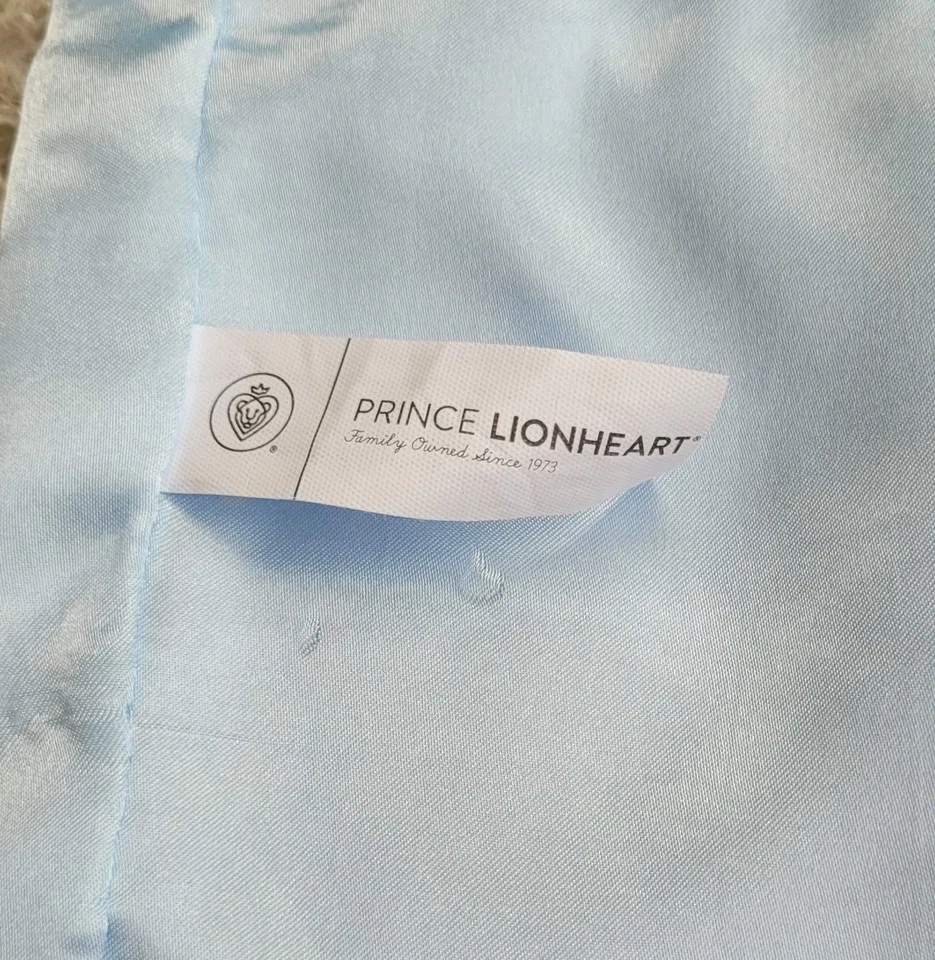 PRINCE LIONHEART®
Family Owned Since 1973
®